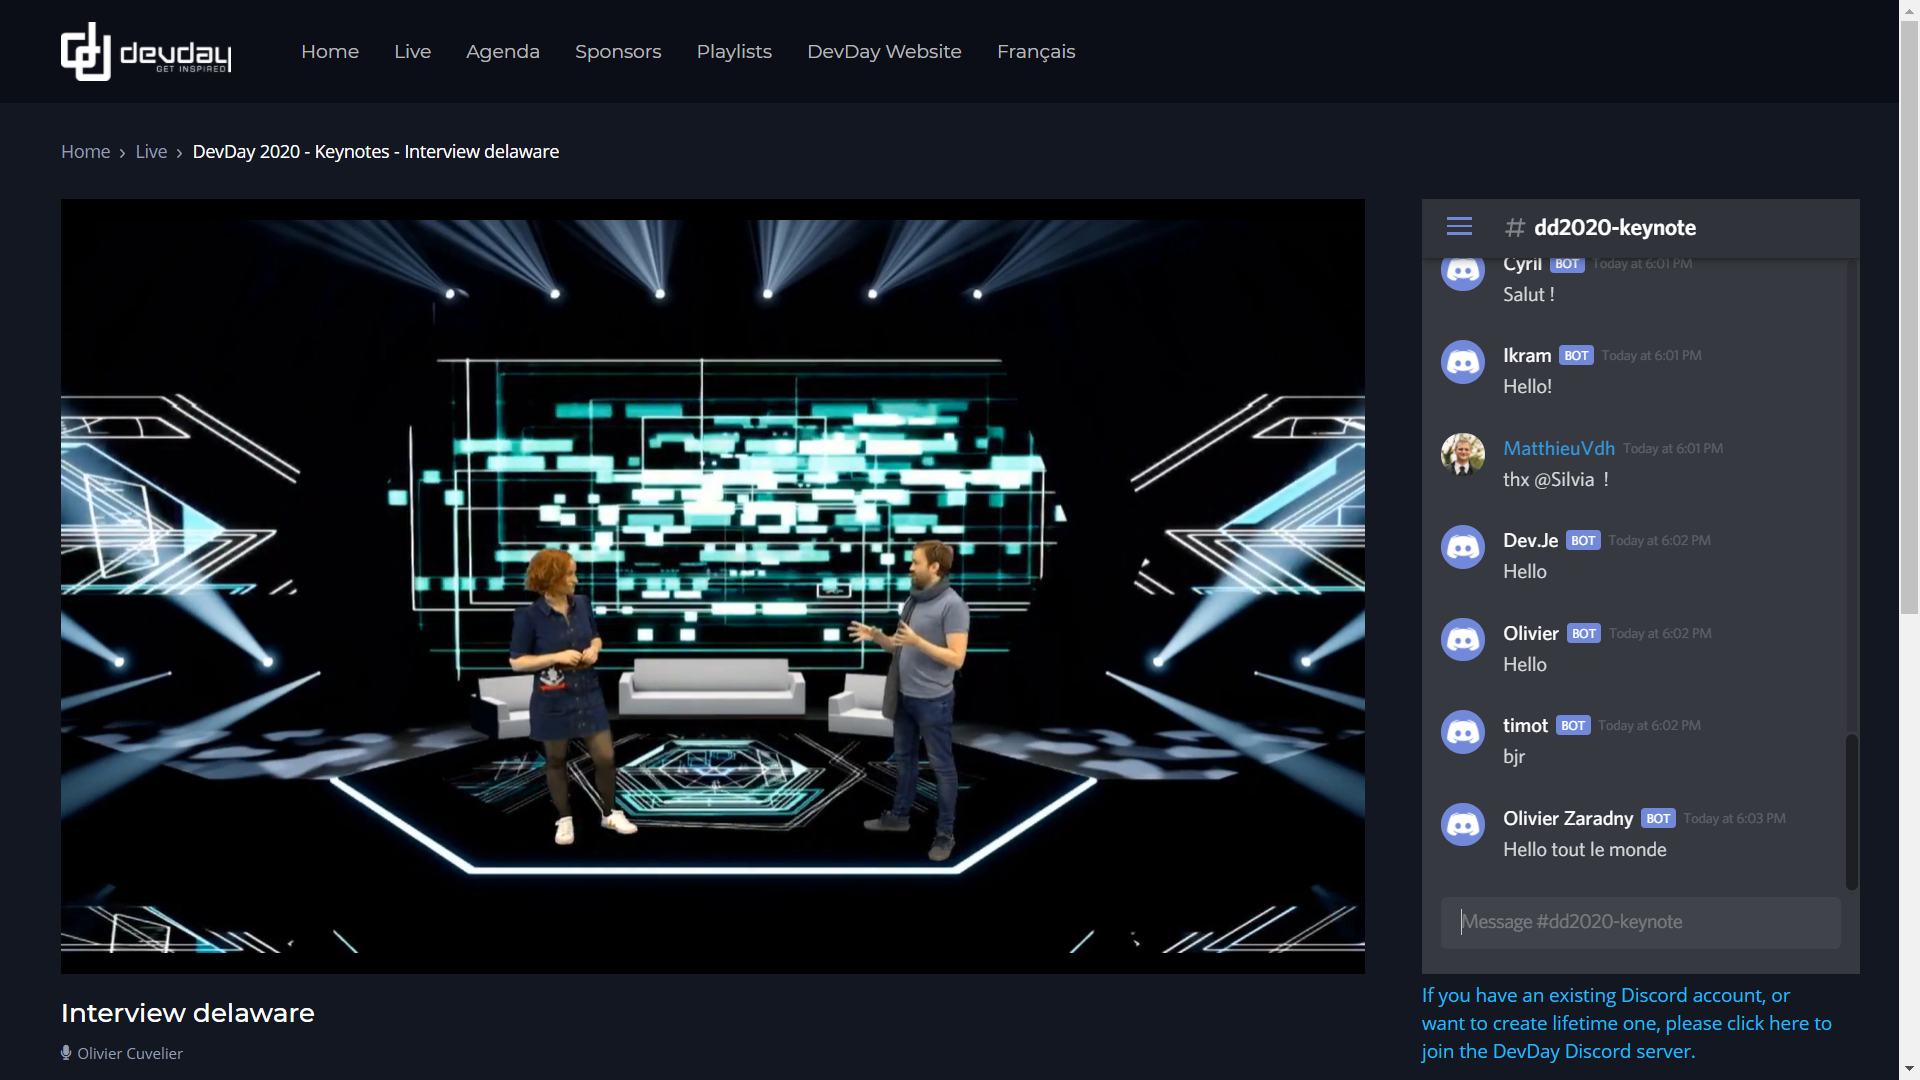 devday
GET INSPIRED
Home
Live
Agenda
Sponsors
Playlists
DevDay Website
Français
Home › Live › DevDay 2020 - Keynotes - Interview delaware
# dd2020-keynote
Cyril BOT Today at 6:01 PM
Salut !
Ikram BOT Today at 6:01 PM
Hello!
MatthieuVdh Today at 6:01 PM
thx @Silvia !
Dev.Je BOT Today at 6:02 PM
Hello
Olivier BOT Today at 6:02 PM
Hello
timot BOT Today at 6:02 PM
bjr
Olivier Zaradny BOT Today at 6:03 PM
Hello tout le monde
Message #dd2020-keynote
If you have an existing Discord account, or
want to create lifetime one, please click here to
join the DevDay Discord server.
Interview delaware
Olivier Cuvelier